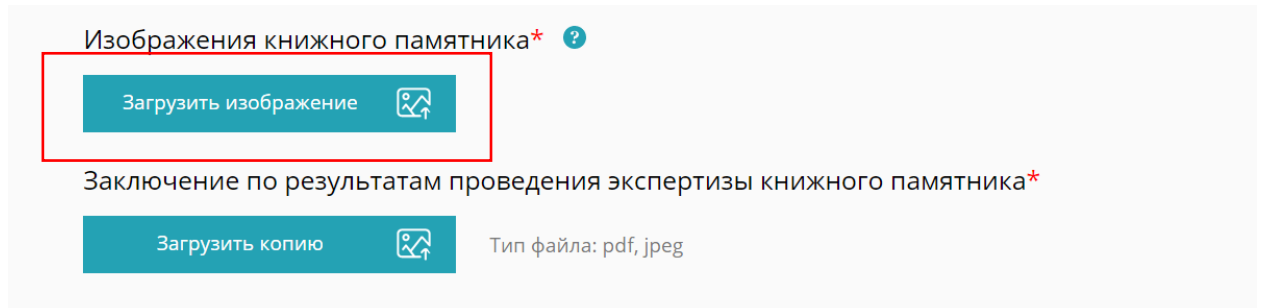 Изображения книжного памятника* ?
Загрузить изображение
Заключение по результатам проведения экспертизы книжного памятника*
Загрузить копию Тип файла: pdf, jpeg